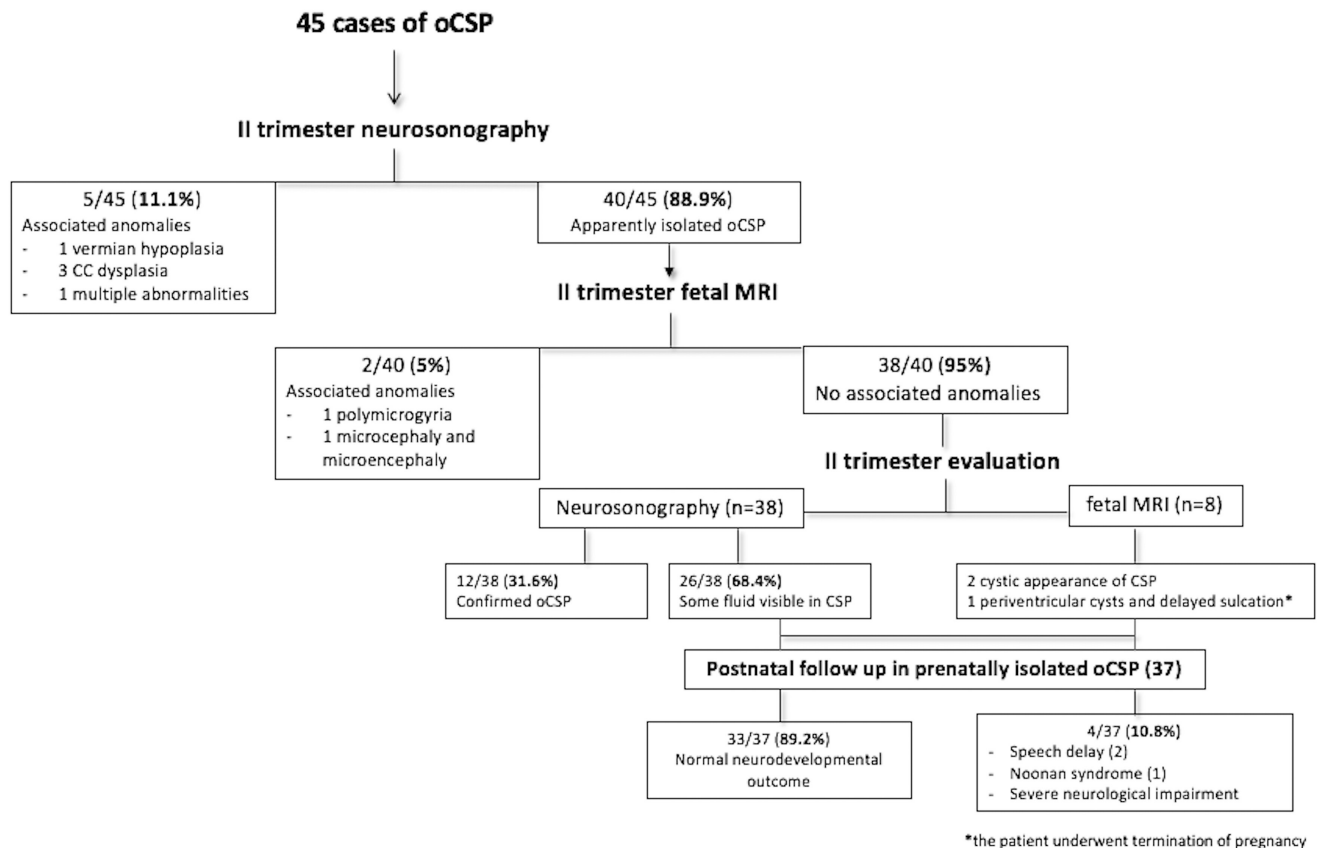 45 cases of oCSP
II trimester neurosonography
5/45 (11.1%)
Associated anomalies
- 1 vermian hypoplasia
- 3 CC dysplasia
- 1 multiple abnormalities
40/45 (88.9%)
Apparently isolated oCSP
II trimester fetal MRI
2/40 (5%)
Associated anomalies
- 1 polymicrogyria
- 1 microcephaly and
microencephaly
38/40 (95%)
No associated anomalies
II trimester evaluation
Neurosonography (n=38)
fetal MRI (n=8)
12/38 (31.6%)
Confirmed oCSP
26/38 (68.4%)
Some fluid visible in CSP
2 cystic appearance of CSP
1 periventricular cysts and delayed sulcation*
Postnatal follow up in prenatally isolated oCSP (37)
33/37 (89.2%)
Normal neurodevelopmental
outcome
4/37 (10.8%)
- Speech delay (2)
- Noonan syndrome (1)
- Severe neurological impairment
*the patient underwent termination of pregnancy